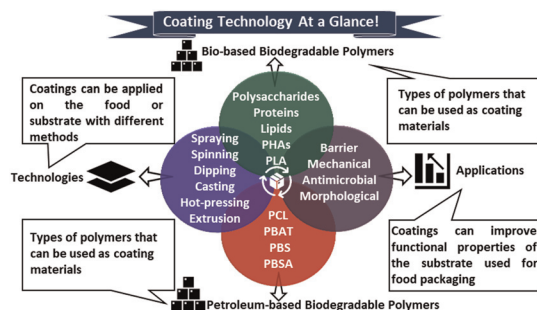 Coating Technology At a Glance!
Bio-based Biodegradable Polymers
Coatings can be applied
on the food or
substrate with different
methods
Types of polymers that
can be used as coating
materials
Polysaccharides
Proteins
Lipids
PHAs
PLA
Spraying
Spinning
Dipping
Casting
Hot-pressing
Extrusion
Barrier
Mechanical
Antimicrobial
Morphological
Technologies
Applications
PCL
PBAT
PBS
PBSA
Types of polymers that
can be used as coating
materials
Coatings can improve
functional properties of
the substrate used for
food packaging
Petroleum-based Biodegradable Polymers